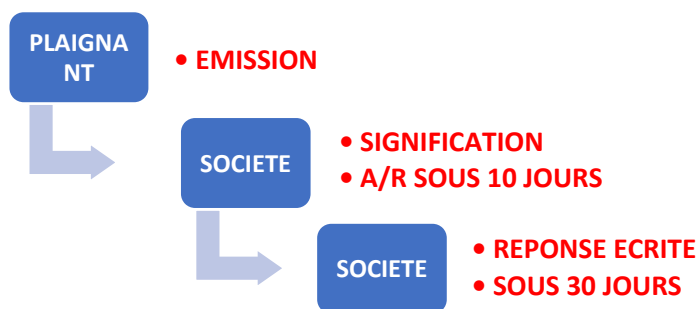 PLAIGNA
NT
• EMISSION
SOCIETE
• SIGNIFICATION
• A/R SOUS 10 JOURS
SOCIETE
• REPONSE ECRITE
• SOUS 30 JOURS